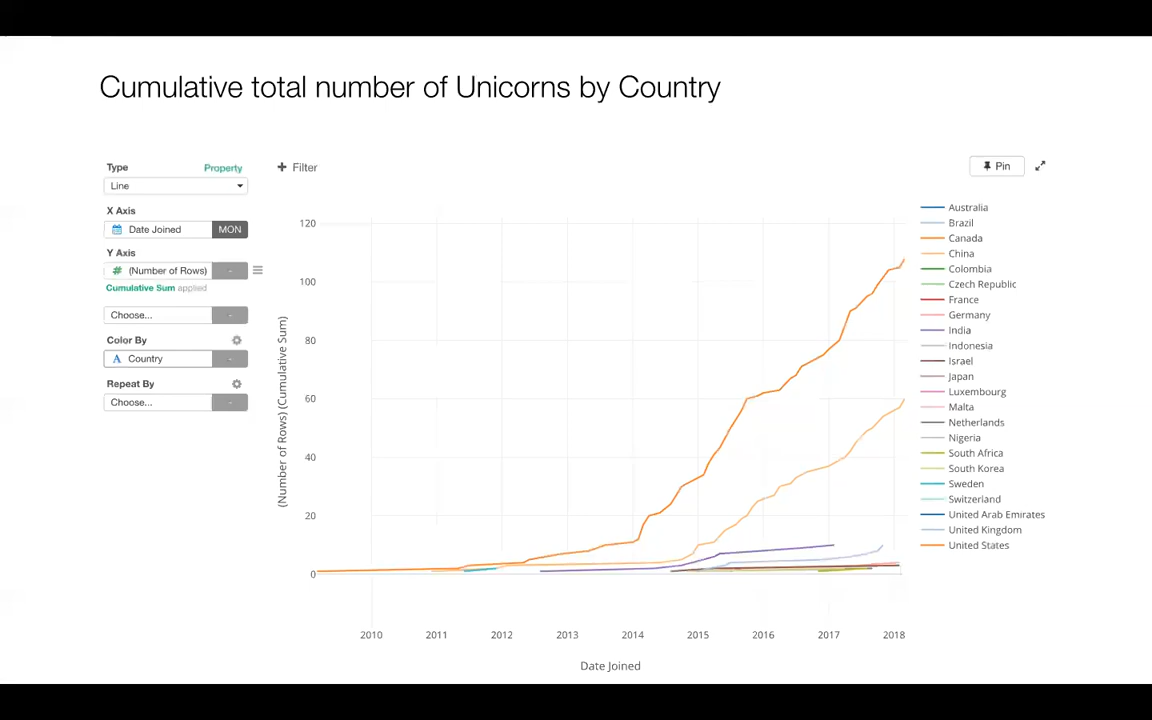 Cumulative total number of Unicorns by Country
Type
Property
Line
X Axis
Date Joined
MON
Y Axis
# (Number of Rows)
-
Cumulative Sum applied
Choose...
-
Color By
A Country
-
Repeat By
Choose...
-
+ Filter
Pin
(Number of Rows) (Cumulative Sum)
120
100
80
60
40
20
0
2010
2011
2012
2013
2014
2015
2016
2017
2018
Date Joined
Australia
Brazil
Canada
China
Colombia
Czech Republic
France
Germany
India
Indonesia
Israel
Japan
Luxembourg
Malta
Netherlands
Nigeria
South Africa
South Korea
Sweden
Switzerland
United Arab Emirates
United Kingdom
United States